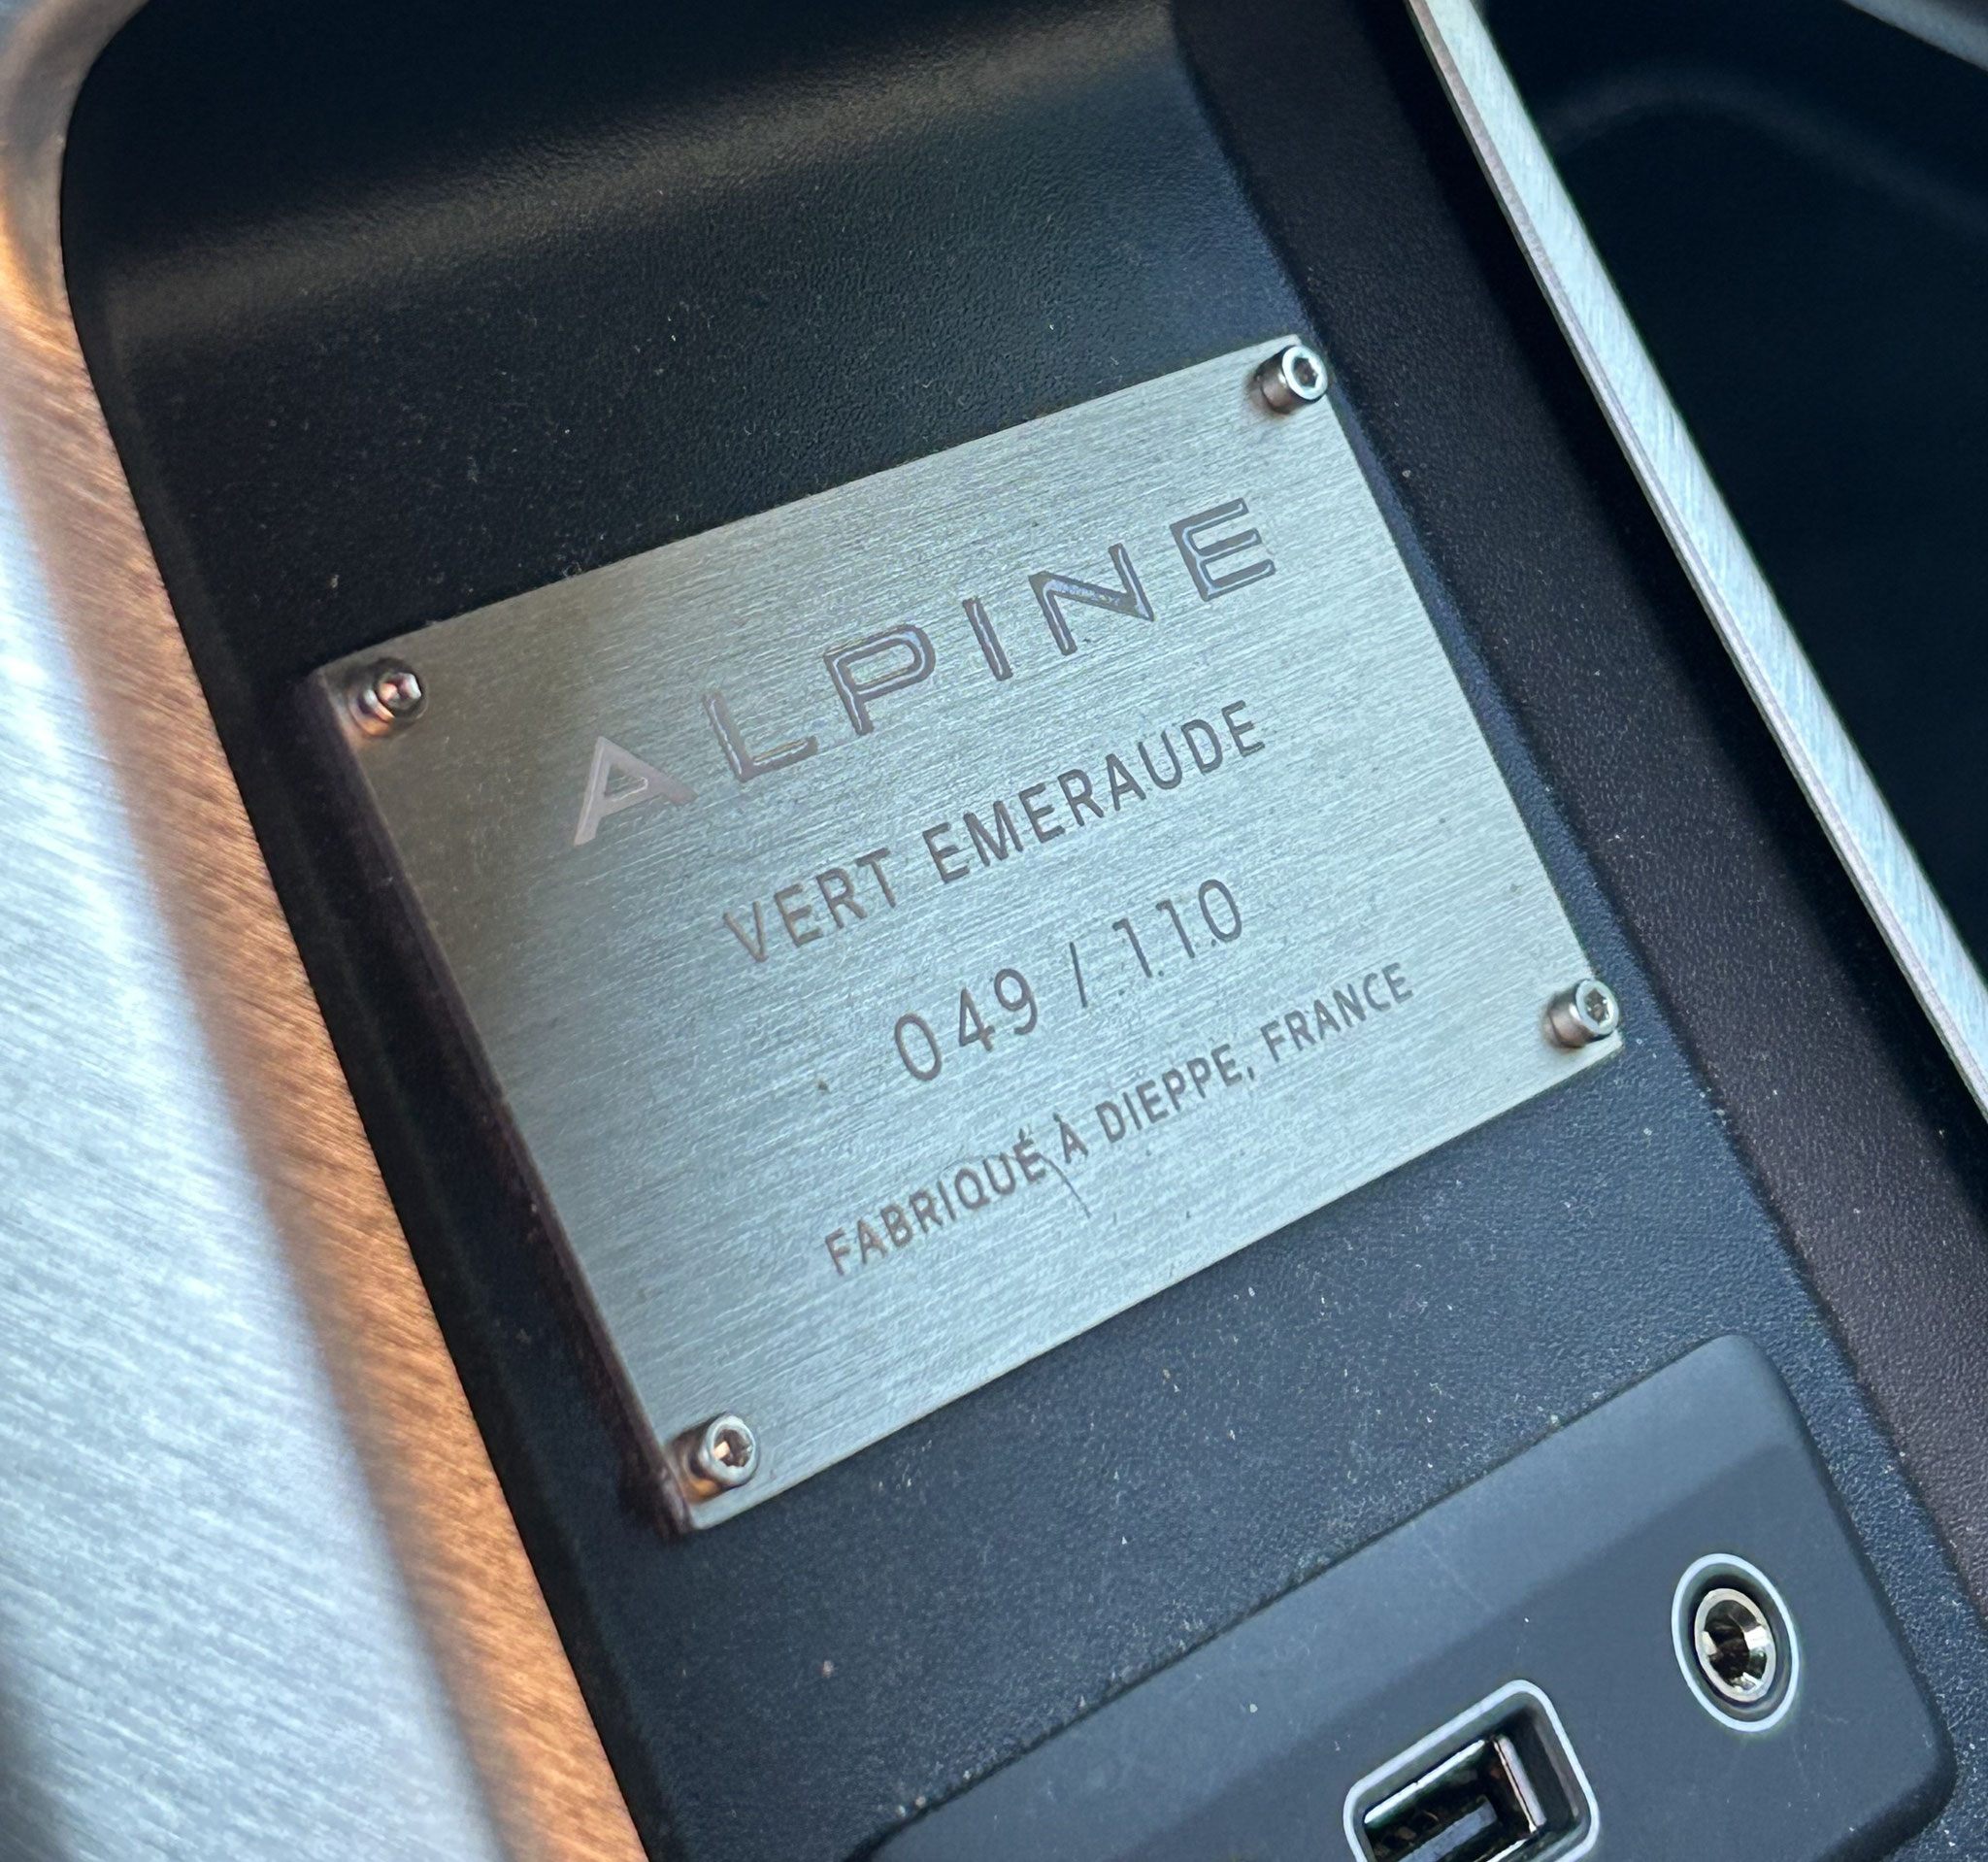 ALPINE
VERT EMERAUDE
049 / 110
FABRIQUÉ À DIEPPE, FRANCE